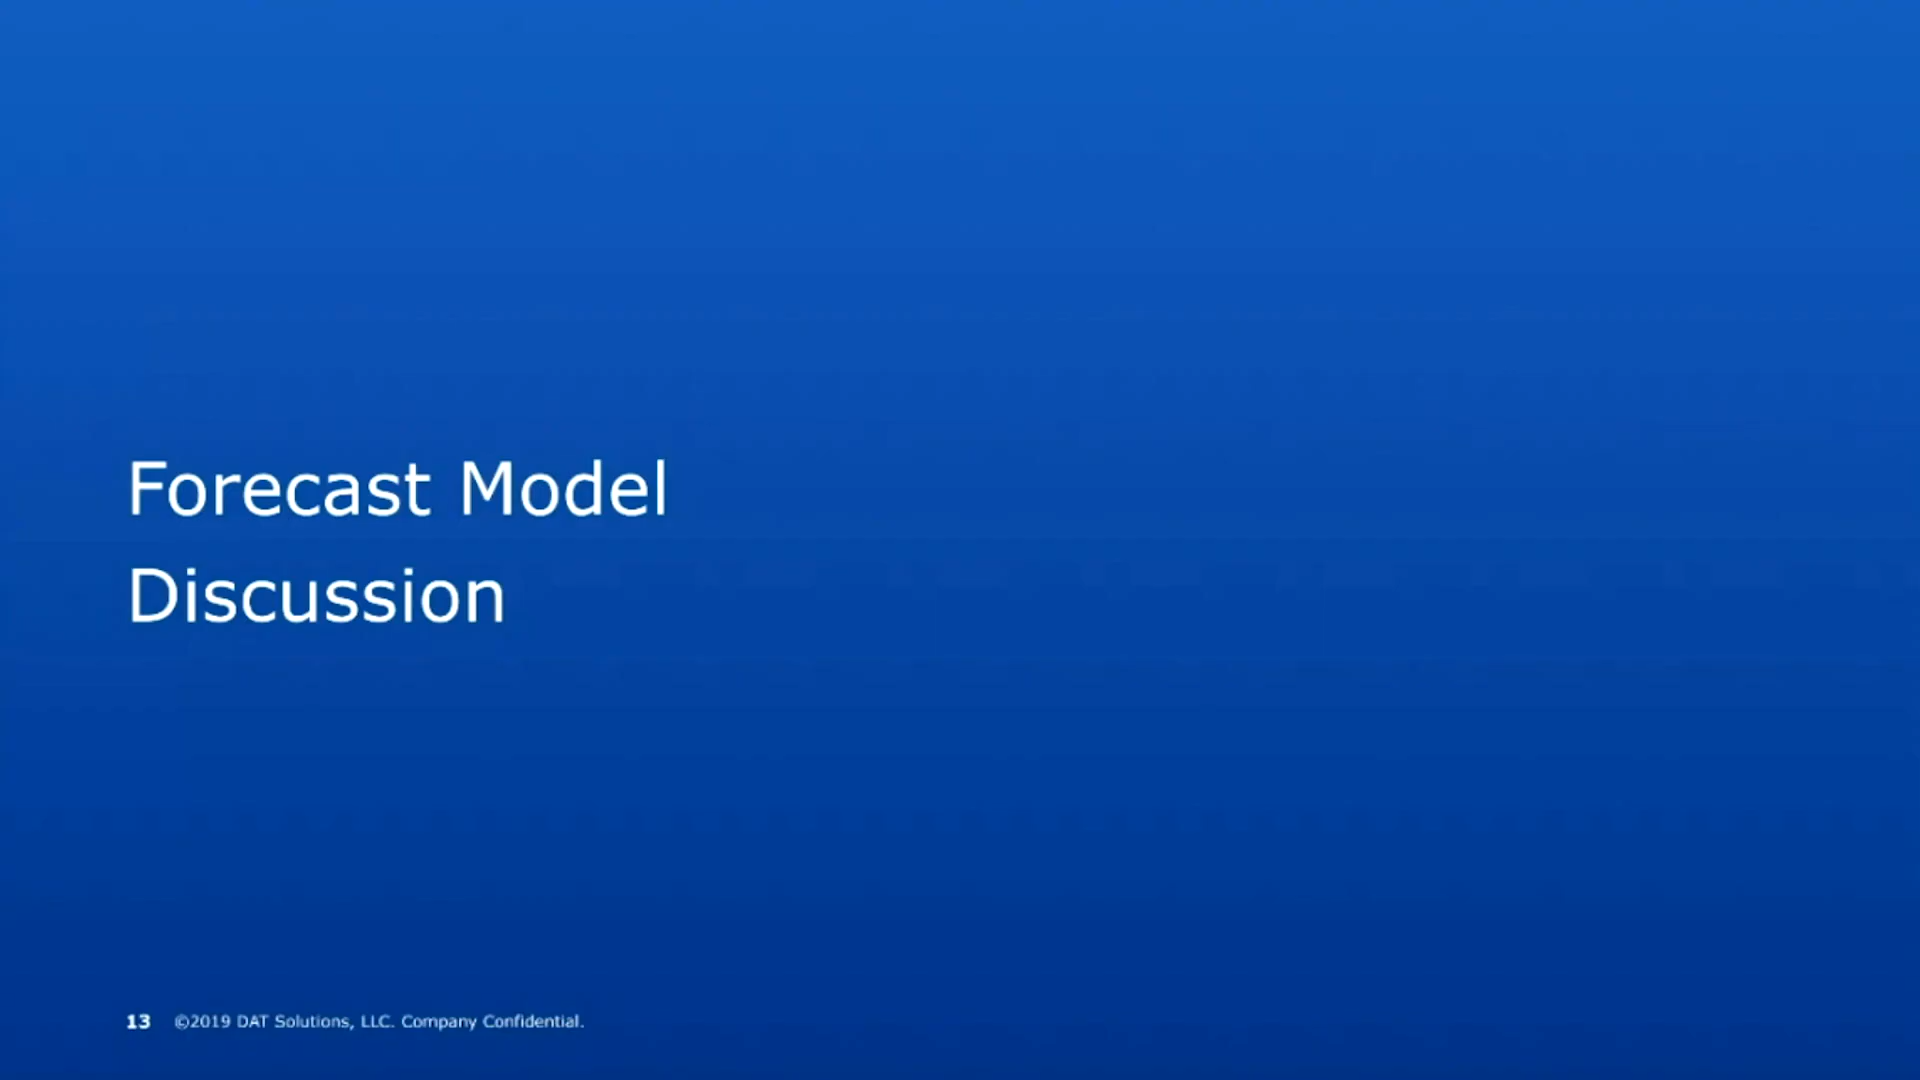 Forecast Model
Discussion
13 ©2019 DAT Solutions, LLC. Company Confidential.